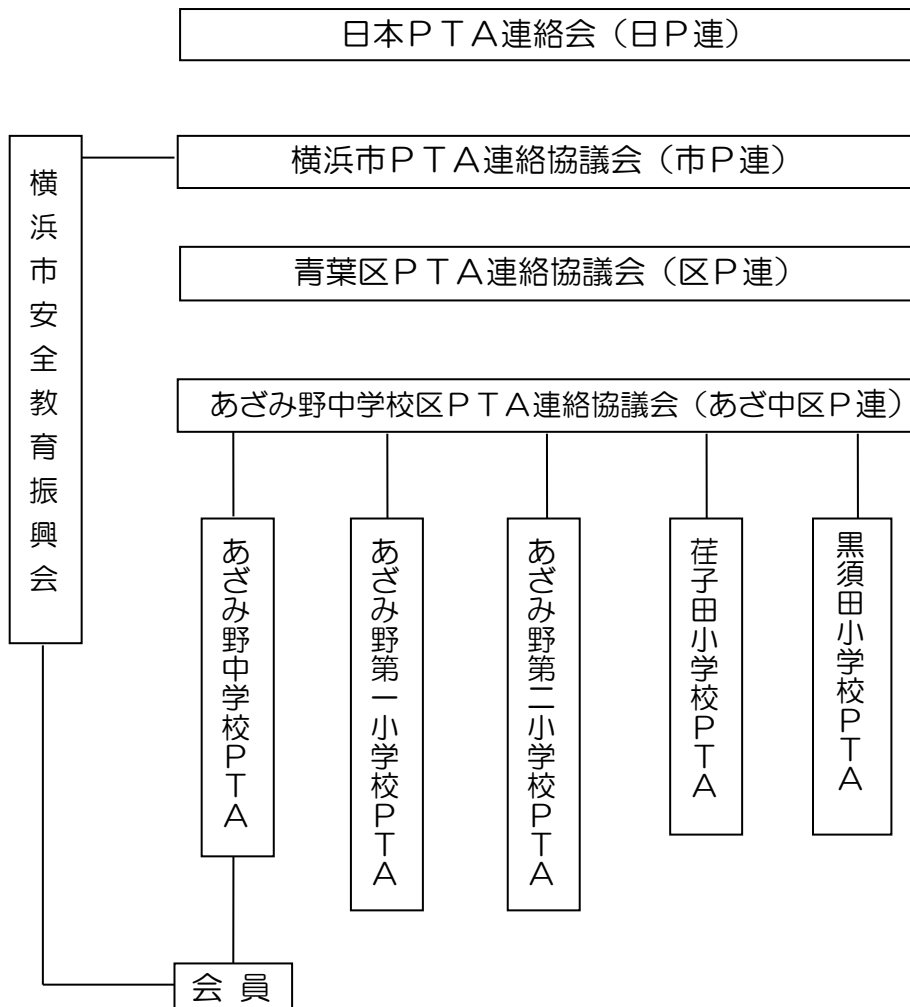 日本ＰＴＡ連絡会（日Ｐ連）
横浜市安全教育振興会
横浜市ＰＴＡ連絡協議会（市Ｐ連）
青葉区ＰＴＡ連絡協議会（区Ｐ連）
あざみ野中学校区ＰＴＡ連絡協議会（あざ中区Ｐ連）
あざみ野中学校ＰＴＡ
あざみ野第一小学校ＰＴＡ
あざみ野第二小学校ＰＴＡ
荏子田小学校ＰＴＡ
黒須田小学校ＰＴＡ
会 員